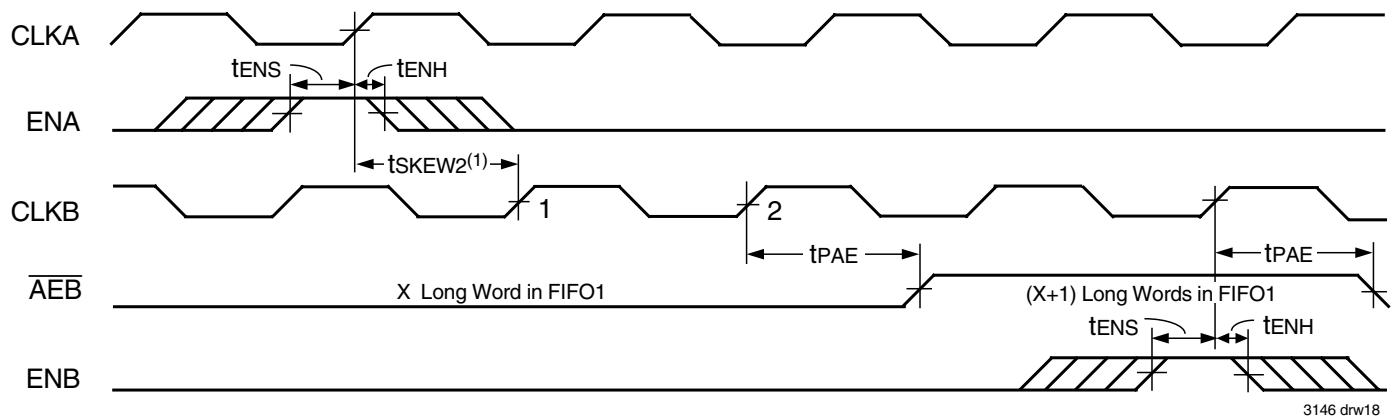 CLKA
tENS tENH
ENA
tSKEW2(1)
CLKB 1 2
tPAE tPAE
AEB X Long Word in FIFO1 (X+1) Long Words in FIFO1
tENS tENH
ENB
3146 drw18